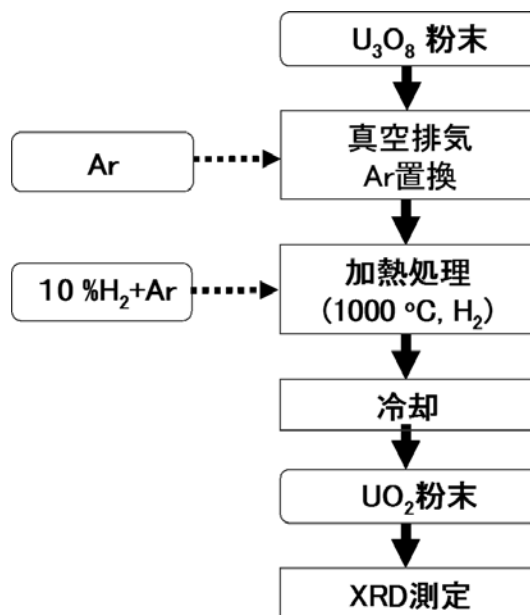 U₃O₈ 粉末
Ar
真空排気
Ar置換
10 %H₂+Ar
加熱処理
(1000 ℃, H₂)
冷却
UO₂粉末
XRD測定